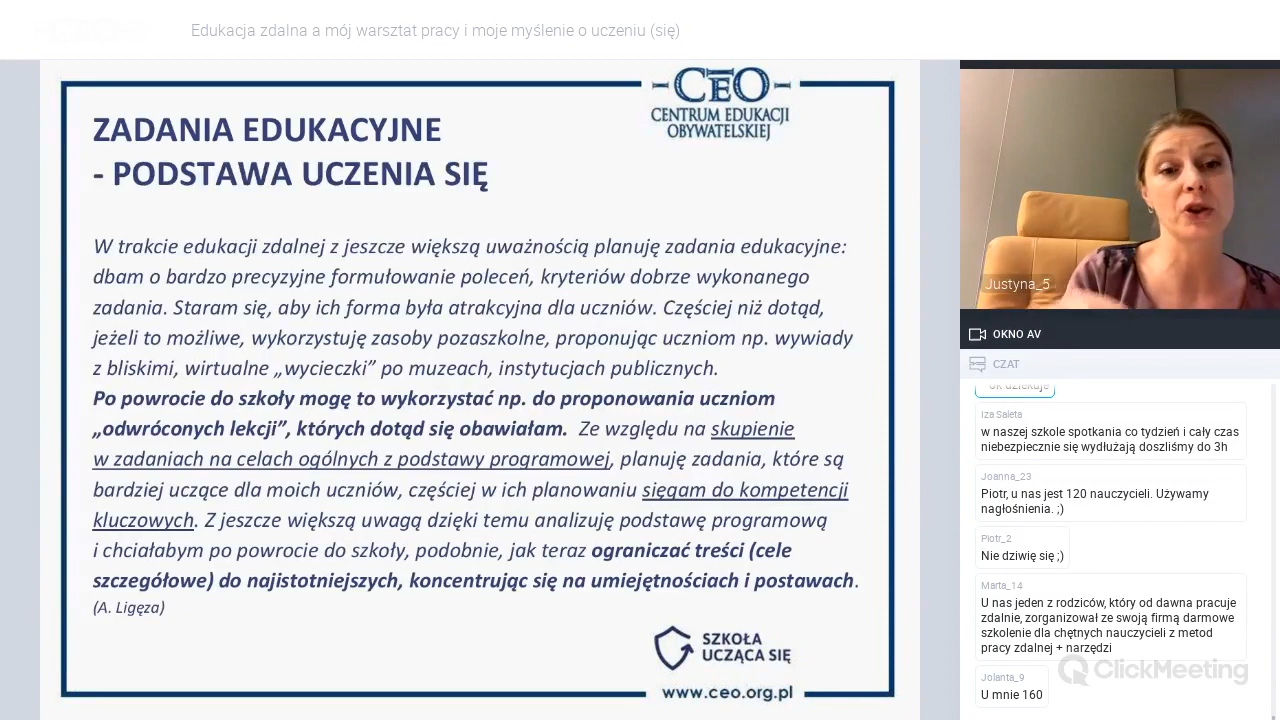 Edukacja zdalna a mój warsztat pracy i moje myślenie o uczeniu (się)
CEO
CENTRUM EDUKACJI
OBYWATELSKIEJ
ZADANIA EDUKACYJNE
- PODSTAWA UCZENIA SIĘ
W trakcie edukacji zdalnej z jeszcze większą uważnością planuję zadania edukacyjne:
dbam o bardzo precyzyjne formułowanie poleceń, kryteriów dobrze wykonanego
zadania. Staram się, aby ich forma była atrakcyjna dla uczniów. Częściej niż dotąd,
jeżeli to możliwe, wykorzystuję zasoby pozaszkolne, proponując uczniom np. wywiady
z bliskimi, wirtualne „wycieczki” po muzeach, instytucjach publicznych.
Po powrocie do szkoły mogę to wykorzystać np. do proponowania uczniom
„odwróconych lekcji”, których dotąd się obawiałam. Ze względu na skupienie
w zadaniach na celach ogólnych z podstawy programowej, planuję zadania, które są
bardziej uczące dla moich uczniów, częściej w ich planowaniu sięgam do kompetencji
kluczowych. Z jeszcze większą uwagą dzięki temu analizuję podstawę programową
i chciałabym po powrocie do szkoły, podobnie, jak teraz ograniczać treści (cele
szczegółowe) do najistotniejszych, koncentrując się na umiejętnościach i postawach.
(A. Ligęza)
SZKOŁA
UCZĄCA SIĘ
www.ceo.org.pl
Justyna_5
OKNO AV
CZAT
ok dziekuje
Iza Saleta
w naszej szkole spotkania co tydzień i cały czas
niebezpiecznie się wydłużają doszliśmy do 3h
Joanna_23
Piotr, u nas jest 120 nauczycieli. Używamy
nagłośnienia. ;)
Piotr_2
Nie dziwię się ;)
Marta_14
U nas jeden z rodziców, który od dawna pracuje
zdalnie, zorganizował ze swoją firmą darmowe
szkolenie dla chętnych nauczycieli z metod
pracy zdalnej + narzędzi
ClickMeeting
Jolanta_9
U mnie 160